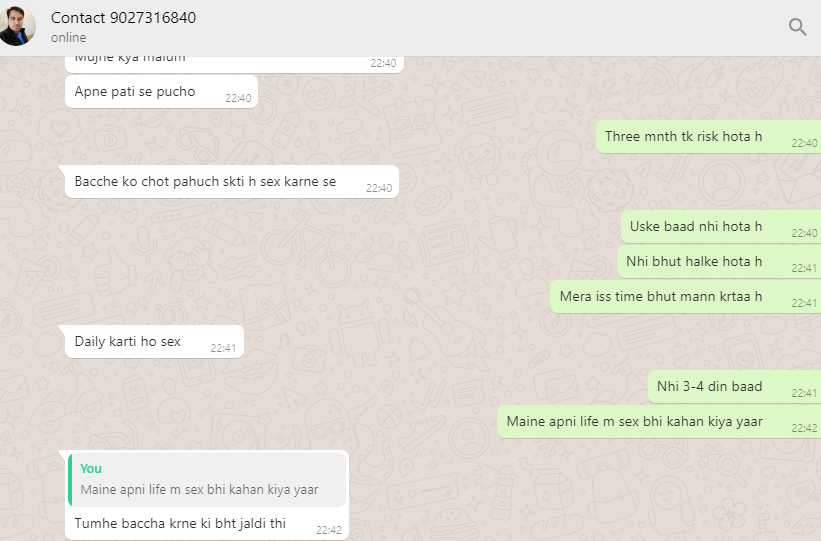 Contact 9027316840
online
Mujhe kya malum
22:40
Apne pati se pucho
22:40
Three mnth tk risk hota h
22:40
Bacche ko chot pahuch skti h sex karne se
22:40
Uske baad nhi hota h
22:40
Nhi bhut halke hota h
22:41
Mera iss time bhut mann krtaa h
22:41
Daily karti ho sex
22:41
Nhi 3-4 din baad
22:41
Maine apni life m sex bhi kahan kiya yaar
22:42
You
Maine apni life m sex bhi kahan kiya yaar
Tumhe baccha krne ki bht jaldi thi
22:42